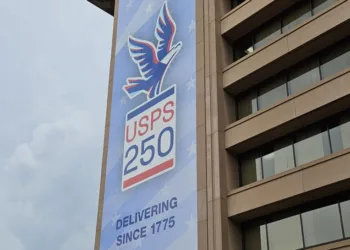 USPS
250
DELIVERING
SINCE 1775